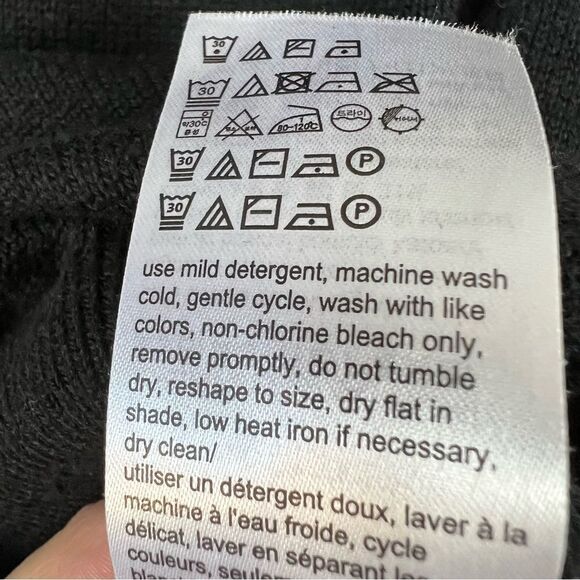 30
30
약30℃
중성
80~120℃
드라이
30 P
30 P
use mild detergent, machine wash
cold, gentle cycle, wash with like
colors, non-chlorine bleach only,
remove promptly, do not tumble
dry, reshape to size, dry flat in
shade, low heat iron if necessary,
dry clean/
utiliser un détergent doux, laver à la
machine à l'eau froide, cycle
délicat, laver en séparant les
couleurs, seulem